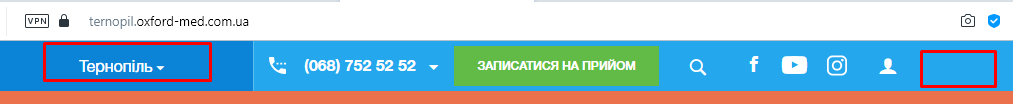 VPN ternopil.oxford-med.com.ua
Тернопіль (068) 752 52 52 ЗАПИСАТИСЯ НА ПРИЙОМ